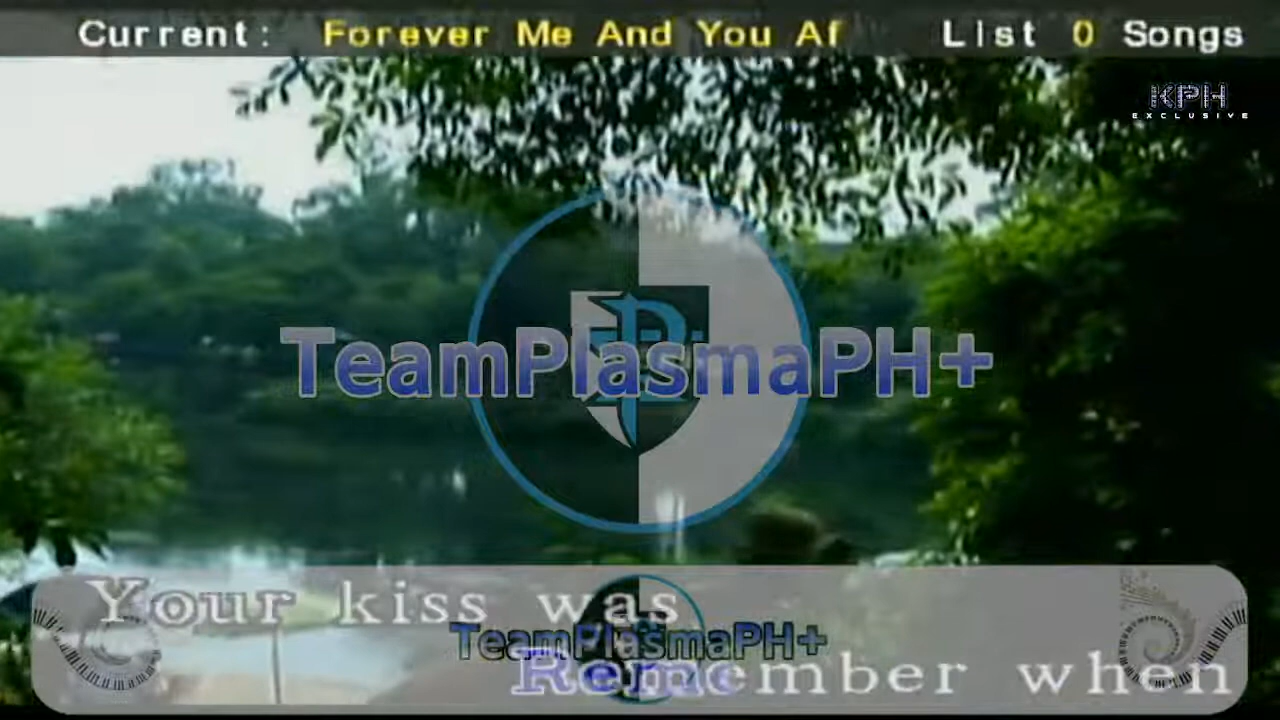 Current: Forever Me And You Af List 0 Songs
KPH
EXCLUSIVE
TeamPlasmaPH+
Your kiss was
TeamPlasmaPH+
Remember when